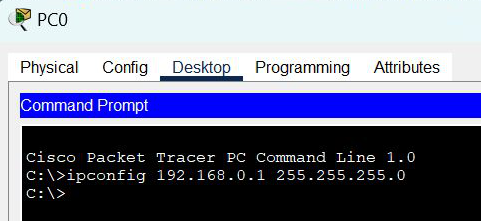 PC0
Physical Config Desktop Programming Attributes
Command Prompt
Cisco Packet Tracer PC Command Line 1.0
C:\>ipconfig 192.168.0.1 255.255.255.0
C:\>